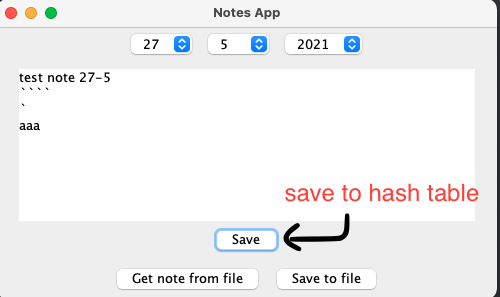 Notes App
27 5 2021
test note 27-5
````
`
aaa
save to hash table
Save
Get note from file Save to file